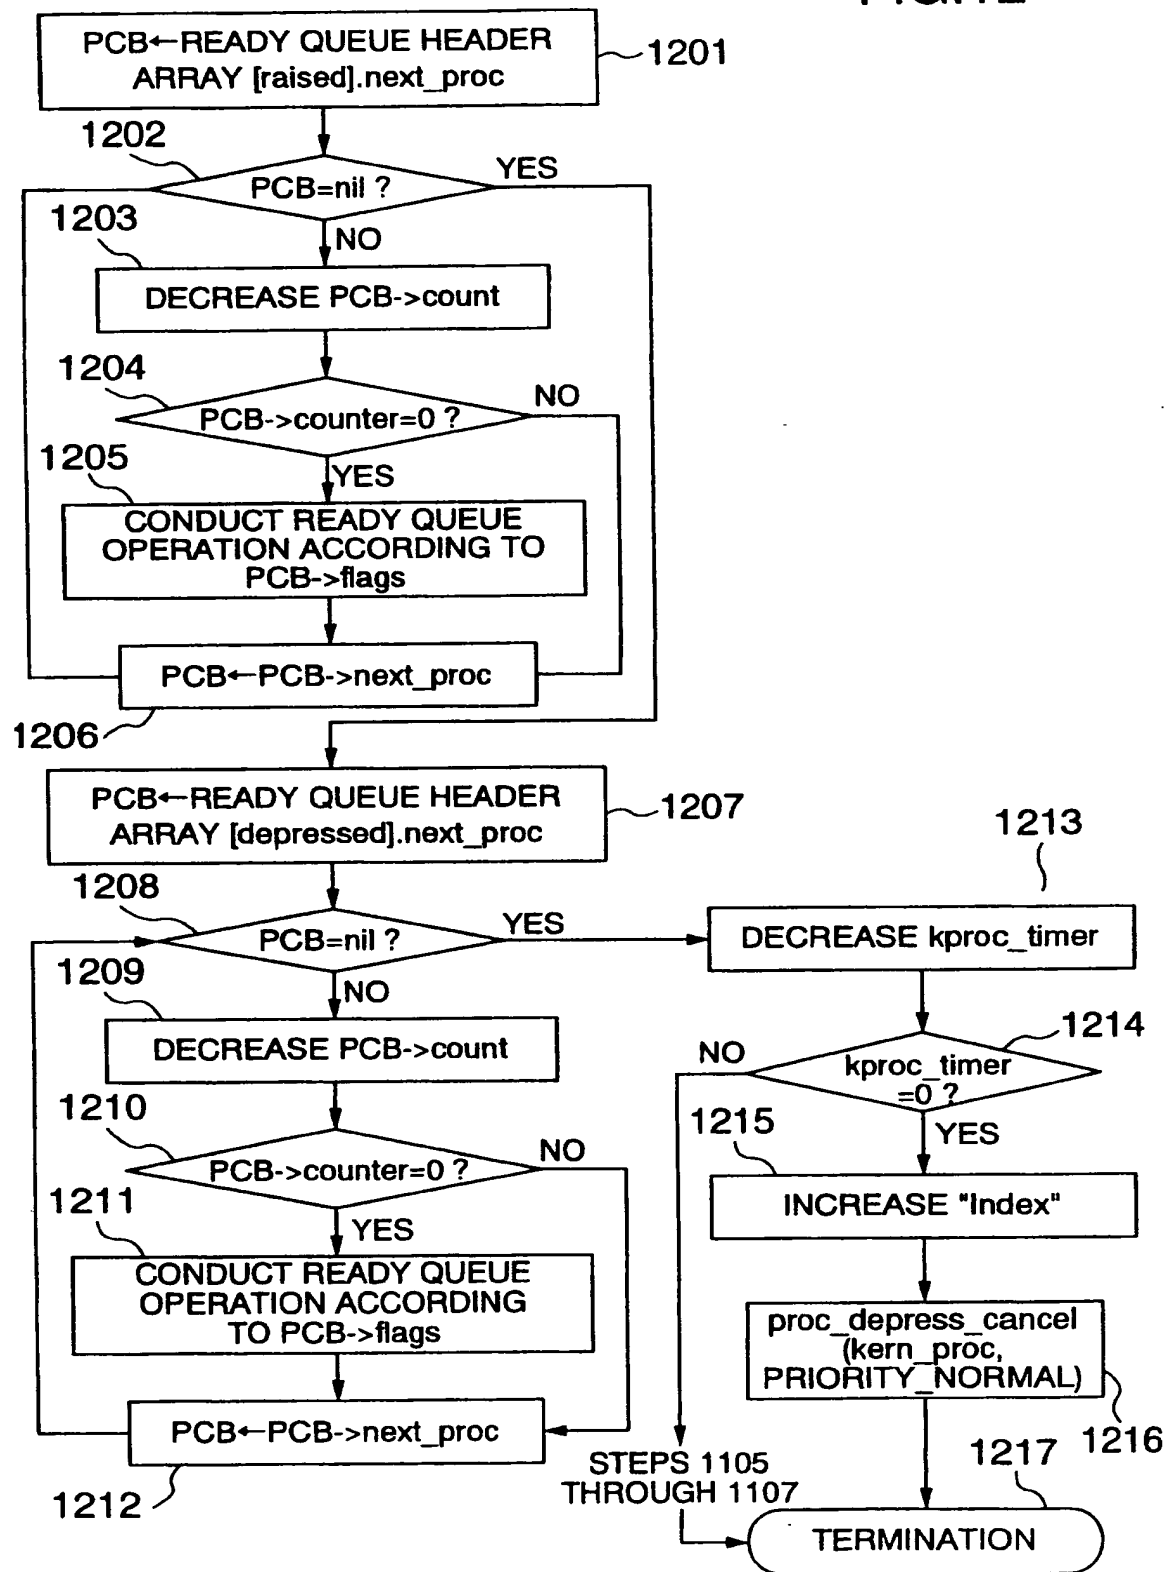 PCB←READY QUEUE HEADER
ARRAY [raised].next_proc
1201
1202
PCB=nil ?
YES
1203
NO
DECREASE PCB->count
1204
PCB->counter=0 ?
NO
1205
YES
CONDUCT READY QUEUE
OPERATION ACCORDING TO
PCB->flags
PCB←PCB->next_proc
1206
PCB←READY QUEUE HEADER
ARRAY [depressed].next_proc
1207
1208
PCB=nil ?
YES
1209
NO
DECREASE PCB->count
1210
PCB->counter=0 ?
NO
1211
YES
CONDUCT READY QUEUE
OPERATION ACCORDING
TO PCB->flags
PCB←PCB->next_proc
1212
1213
DECREASE kproc_timer
1214
kproc_timer
=0 ?
NO
1215
YES
INCREASE "Index"
proc_depress_cancel
(kern_proc,
PRIORITY_NORMAL)
1216
STEPS 1105
THROUGH 1107
1217
TERMINATION